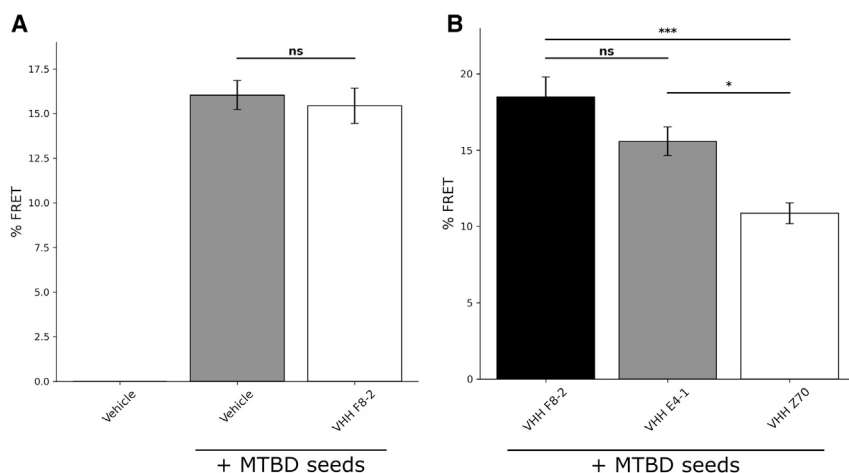 A
ns
17.5
15.0
12.5
10.0
7.5
5.0
2.5
0.0
% FRET
Vehicle
Vehicle
VHH F8-2
+ MTBD seeds
B
***
ns
*
20
15
10
5
0
% FRET
VHH F8-2
VHH E4-1
VHH Z70
+ MTBD seeds